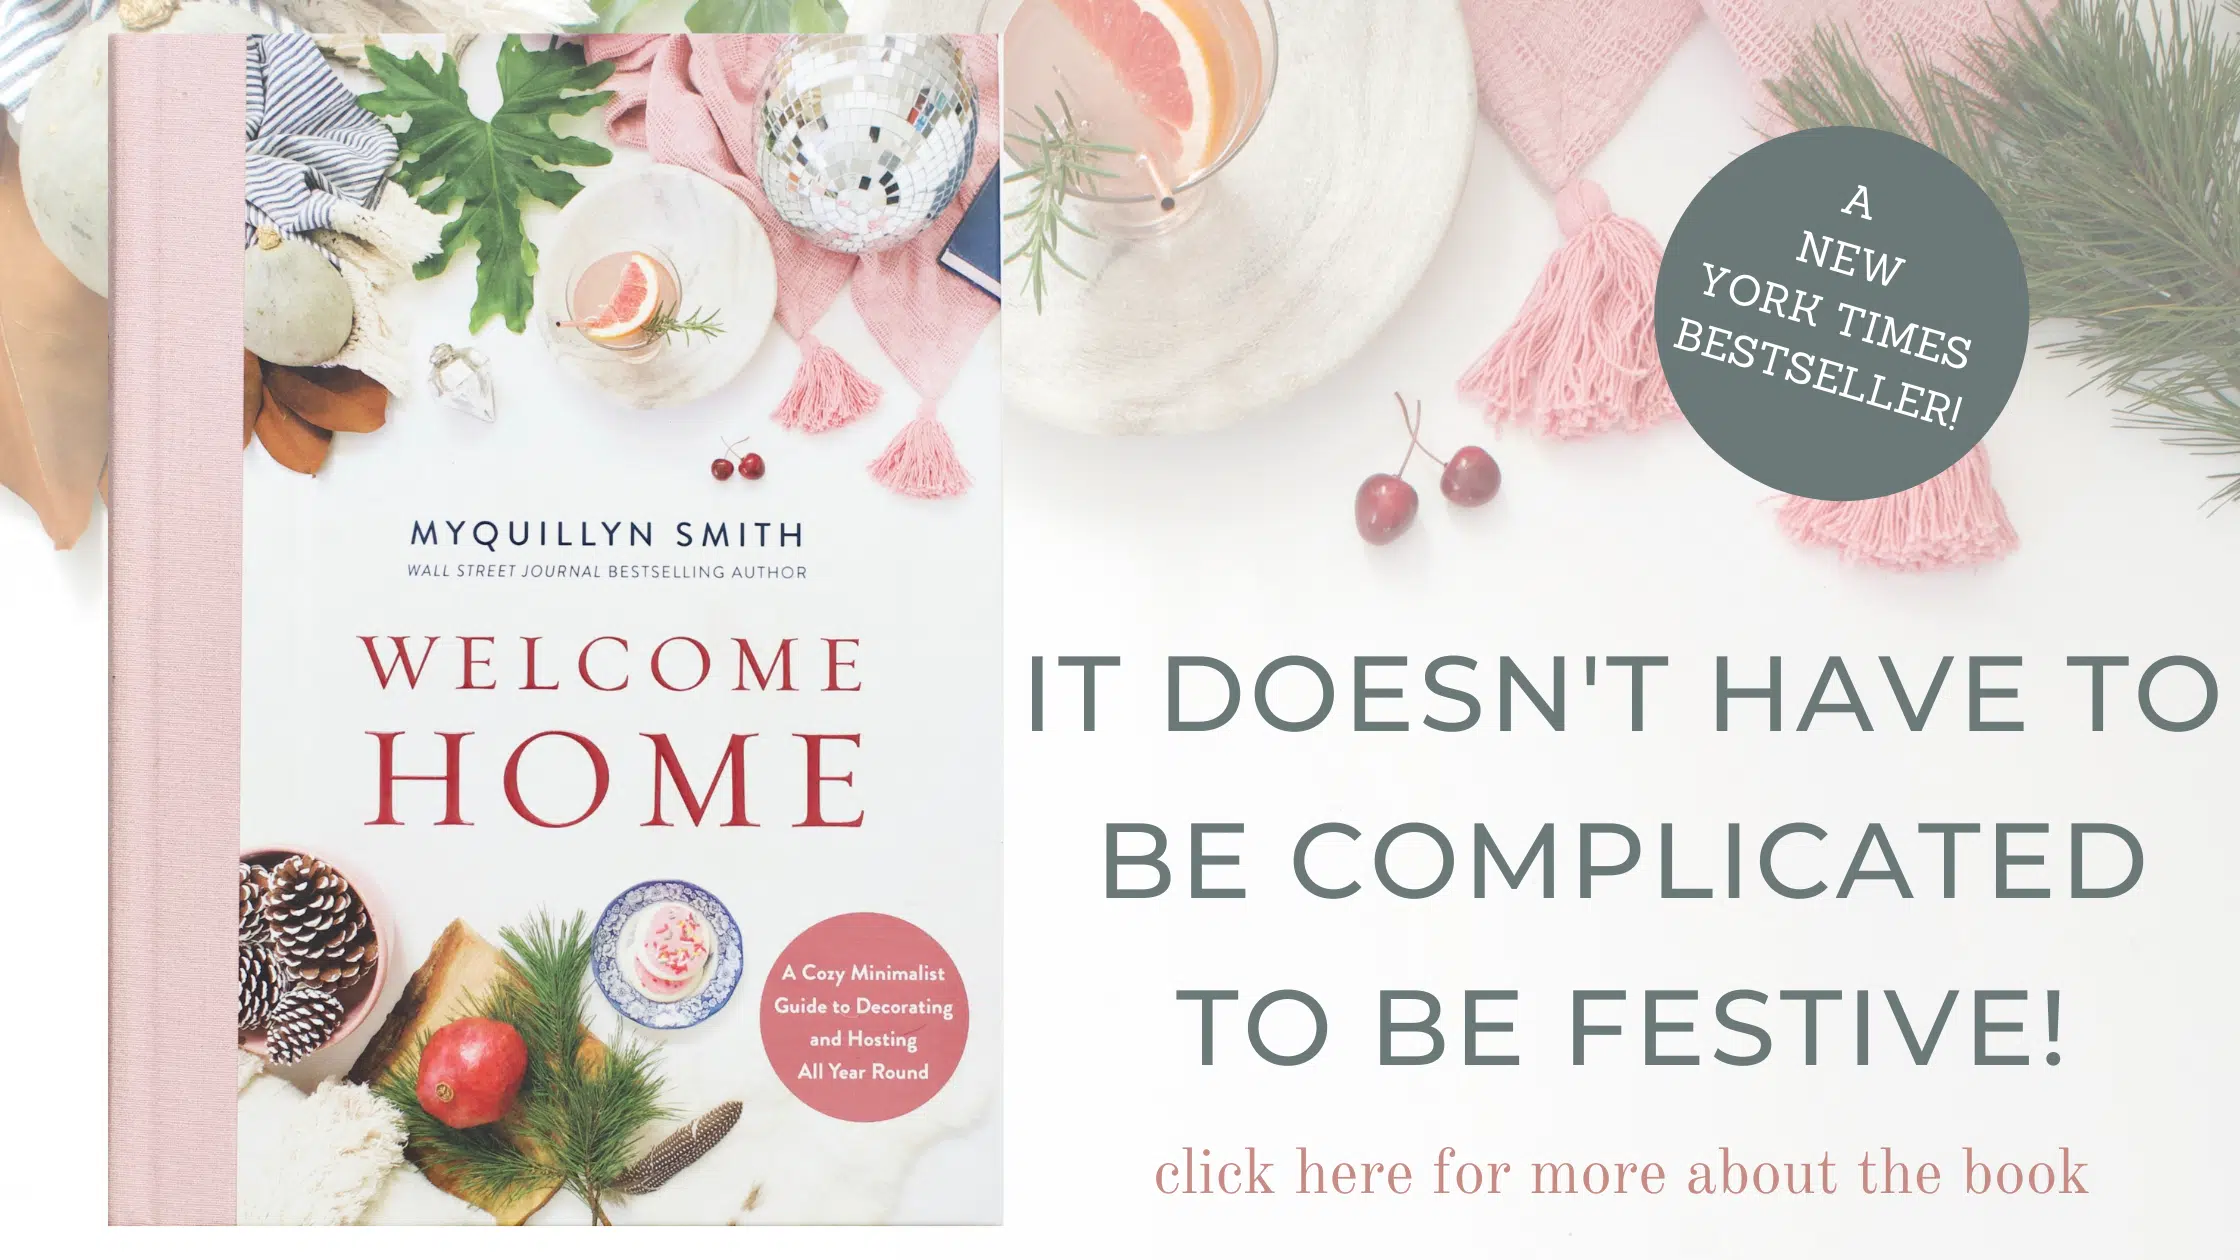 MYQUILLYN SMITH
WALL STREET JOURNAL BESTSELLING AUTHOR
WELCOME
HOME
A Cozy Minimalist
Guide to Decorating
and Hosting
All Year Round
A
NEW
YORK TIMES
BESTSELLER!
IT DOESN'T HAVE TO
BE COMPLICATED
TO BE FESTIVE!
click here for more about the book